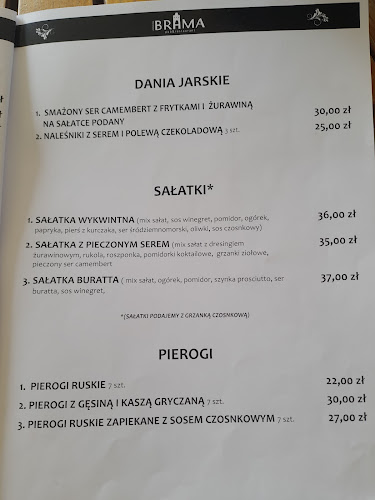 BRAMA
DANIA JARSKIE
1. SMAŻONY SER CAMEMBERT Z FRYTKAMI I ŻURAWINĄ 30,00 zł
NA SAŁATCE PODANY
2. NALEŚNIKI Z SEREM I POLEWĄ CZEKOLADOWĄ 3 szt. 25,00 zł
SAŁATKI*
1. SAŁATKA WYKWINTNA (mix sałat, sos winegret, pomidor, ogórek, 36,00 zł
papryka, pierś z kurczaka, ser śródziemnomorski, oliwki, sos czosnkowy)
2. SAŁATKA Z PIECZONYM SEREM (mix sałat z dresingiem 35,00 zł
żurawinowym, rukola, roszponka, pomidorki koktajlowe, grzanki ziołowe,
pieczony ser camembert
3. SAŁATKA BURATTA ( mix sałat, ogórek, pomidor, szynka prosciutto, ser 37,00 zł
buratta, sos winegret,
*(SAŁATKI PODAJEMY Z GRZANKĄ CZOSNKOWĄ)
PIEROGI
1. PIEROGI RUSKIE 7 szt. 22,00 zł
2. PIEROGI Z GĘSINĄ I KASZĄ GRYCZANĄ 7 szt. 30,00 zł
3. PIEROGI RUSKIE ZAPIEKANE Z SOSEM CZOSNKOWYM 7 szt. 27,00 zł